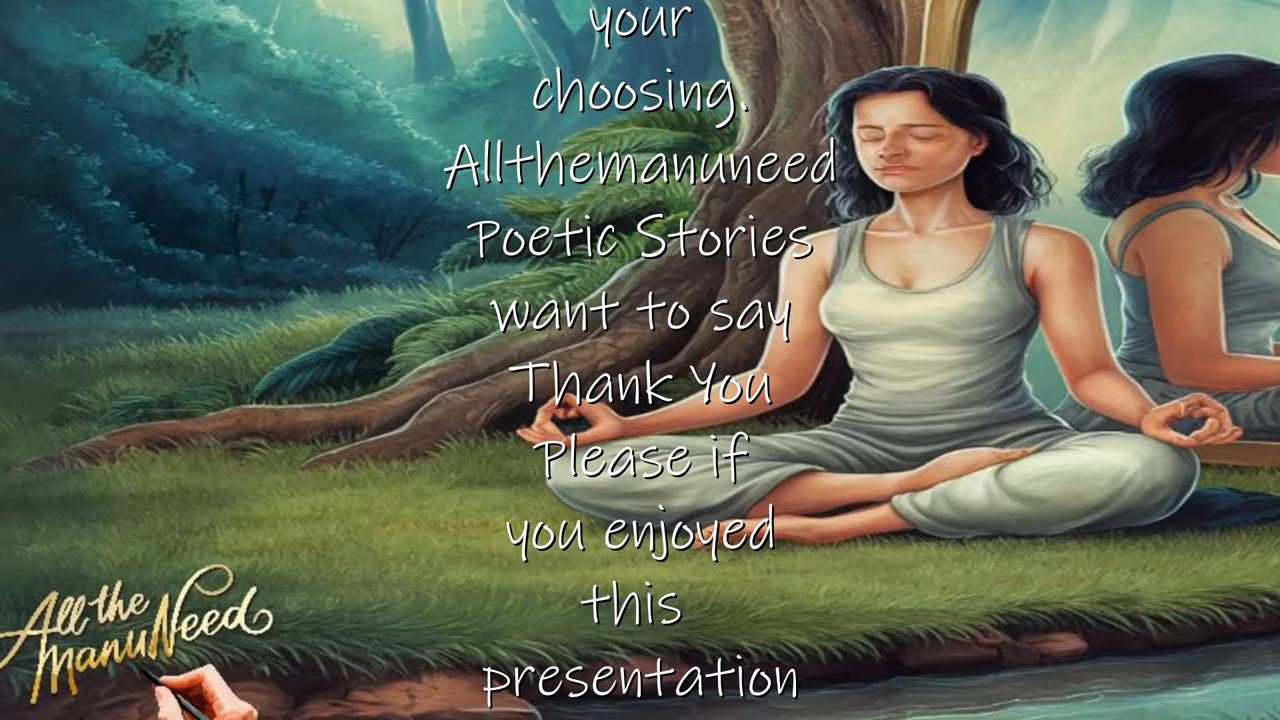 your
choosing.
Allthemanuneed
Poetic Stories
want to say
Thank You
Please if
you enjoyed
this
presentation
All the
ManuNeed